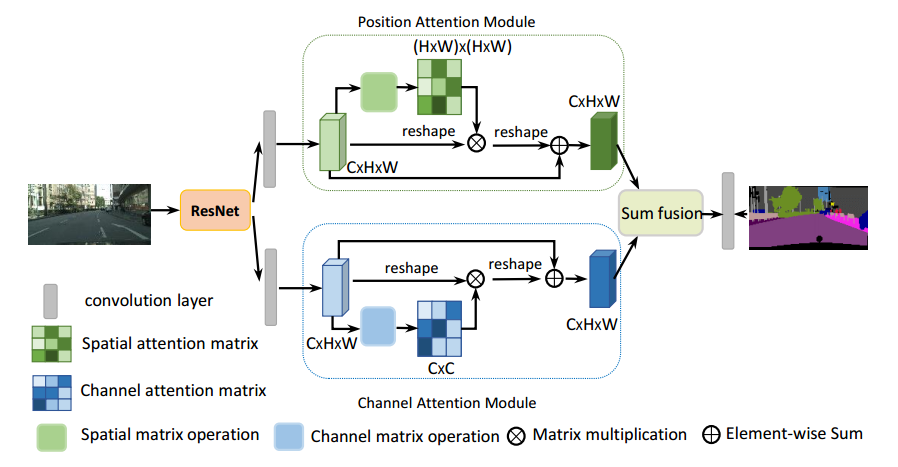 Position Attention Module
(HxW)x(HxW)
CxHxW
reshape
reshape
CxHxW
ResNet
Sum fusion
reshape
reshape
CxHxW
CxHxW
CxC
Channel Attention Module
convolution layer
Spatial attention matrix
Channel attention matrix
Spatial matrix operation
Channel matrix operation
Matrix multiplication
Element-wise Sum